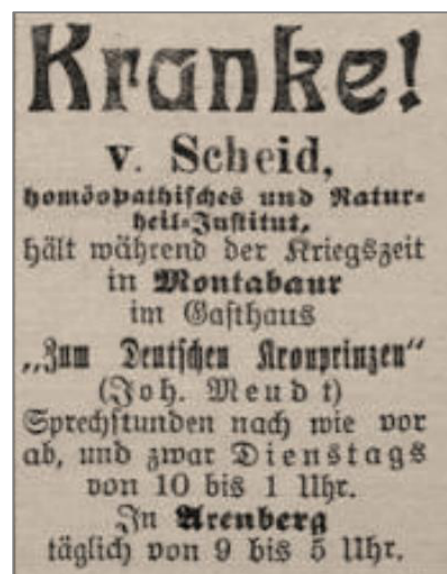 Kranke!
v. Scheid,
homöopathisches und Natur-
heil-Institut,
hält während der Kriegszeit
in Montabaur
im Gasthaus
„Zum Deutschen Kronprinzen“
(Joh. Meudt)
Sprechstunden nach wie vor
ab, und zwar Dienstags
von 10 bis 1 Uhr.
In Arenberg
täglich von 9 bis 5 Uhr.